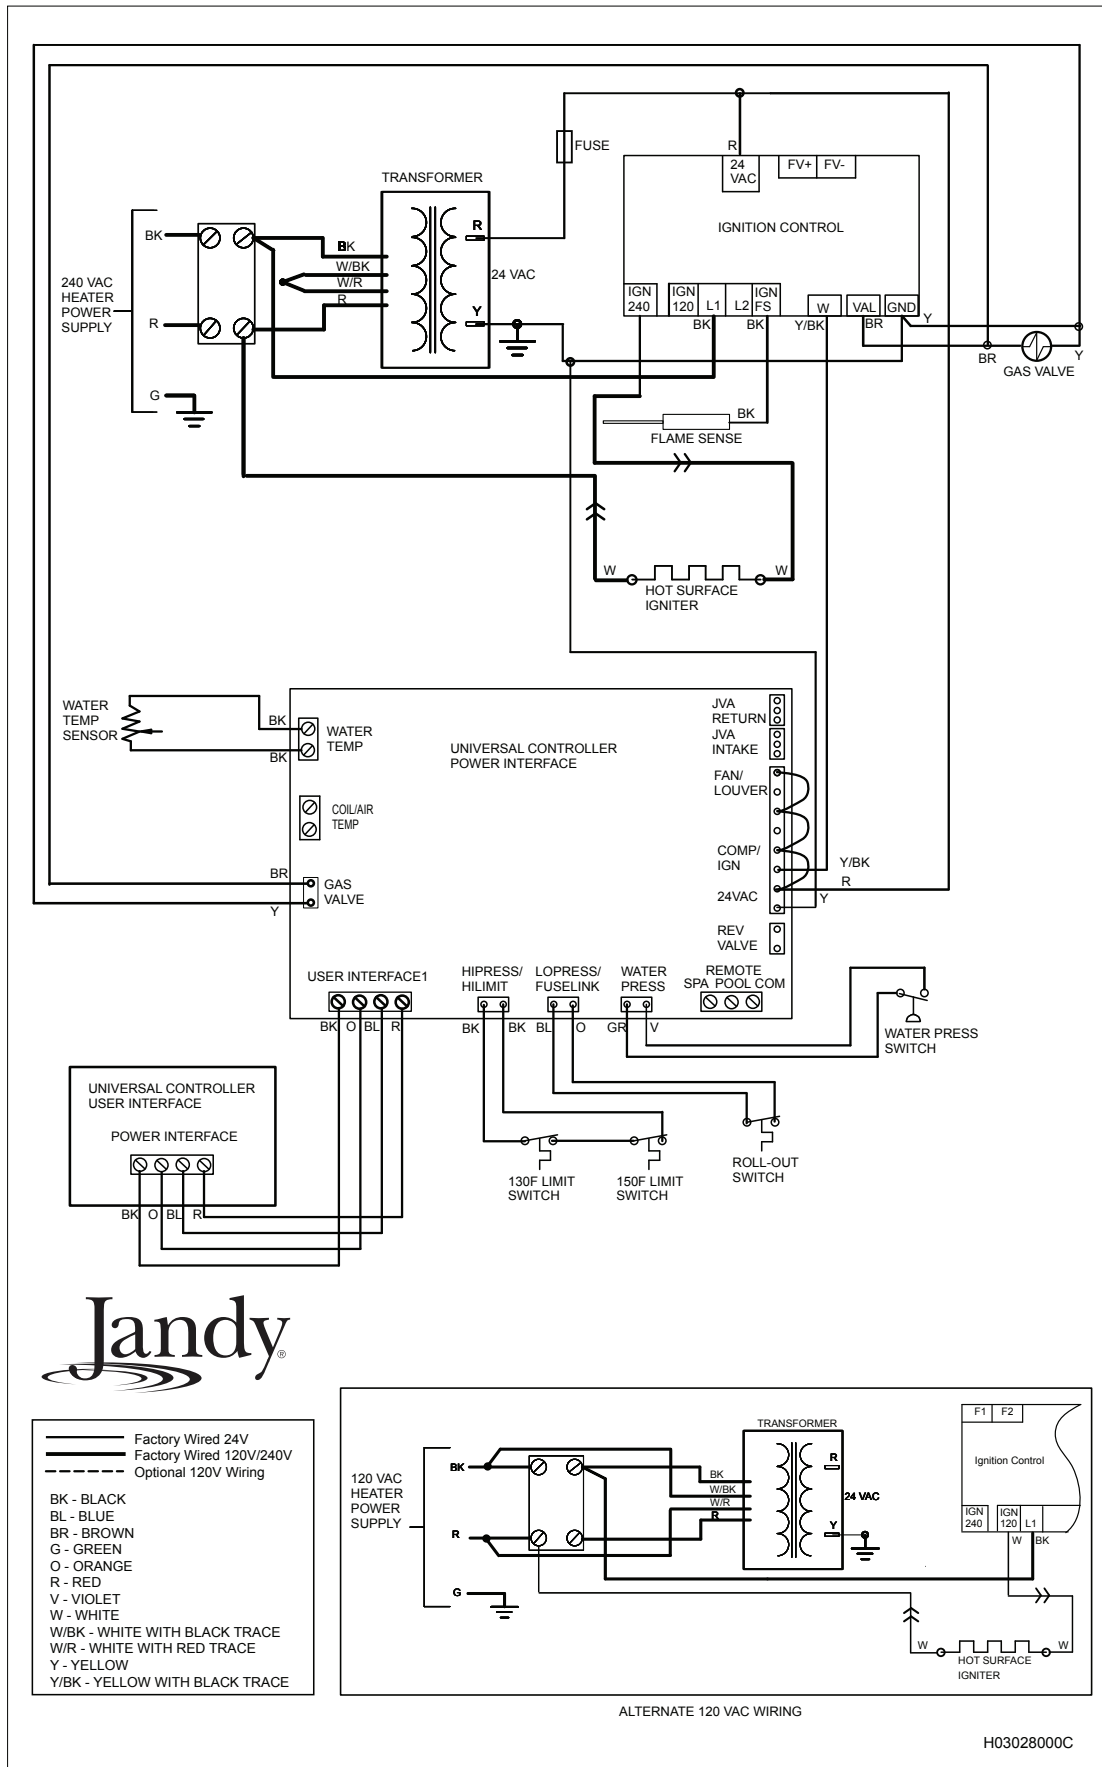 FUSE
R
24
VAC
FV+ FV-
IGNITION CONTROL
TRANSFORMER
R
24 VAC
Y
240 VAC
HEATER
POWER
SUPPLY
BK
R
G
BK
W/BK
W/R
R
IGN
240
IGN
120
L1
L2
IGN
FS
W
VAL
GND
BK
BK
Y/BK
BR
Y
BR
Y
GAS VALVE
BK
FLAME SENSE
W
W
HOT SURFACE
IGNITER
WATER
TEMP
SENSOR
BK
BK
WATER
TEMP
COIL/AIR
TEMP
BR
Y
GAS
VALVE
UNIVERSAL CONTROLLER
POWER INTERFACE
JVA
RETURN
JVA
INTAKE
FAN/
LOUVER
COMP/
IGN
24VAC
Y/BK
R
Y
REV
VALVE
USER INTERFACE1
HIPRESS/
HILIMIT
LOPRESS/
FUSELINK
WATER
PRESS
REMOTE
SPA POOL COM
BK O BL R
BK BK BL O GR V
WATER PRESS
SWITCH
UNIVERSAL CONTROLLER
USER INTERFACE
POWER INTERFACE
BK O BL R
130F LIMIT
SWITCH
150F LIMIT
SWITCH
ROLL-OUT
SWITCH
Jandy®
Factory Wired 24V
Factory Wired 120V/240V
Optional 120V Wiring
BK - BLACK
BL - BLUE
BR - BROWN
G - GREEN
O - ORANGE
R - RED
V - VIOLET
W - WHITE
W/BK - WHITE WITH BLACK TRACE
W/R - WHITE WITH RED TRACE
Y - YELLOW
Y/BK - YELLOW WITH BLACK TRACE
120 VAC
HEATER
POWER
SUPPLY
BK
R
G
BK
W/BK
W/R
R
TRANSFORMER
R
24 VAC
Y
F1 F2
Ignition Control
IGN
240
IGN
120
L1
W BK
W
W
HOT SURFACE
IGNITER
ALTERNATE 120 VAC WIRING
H03028000C